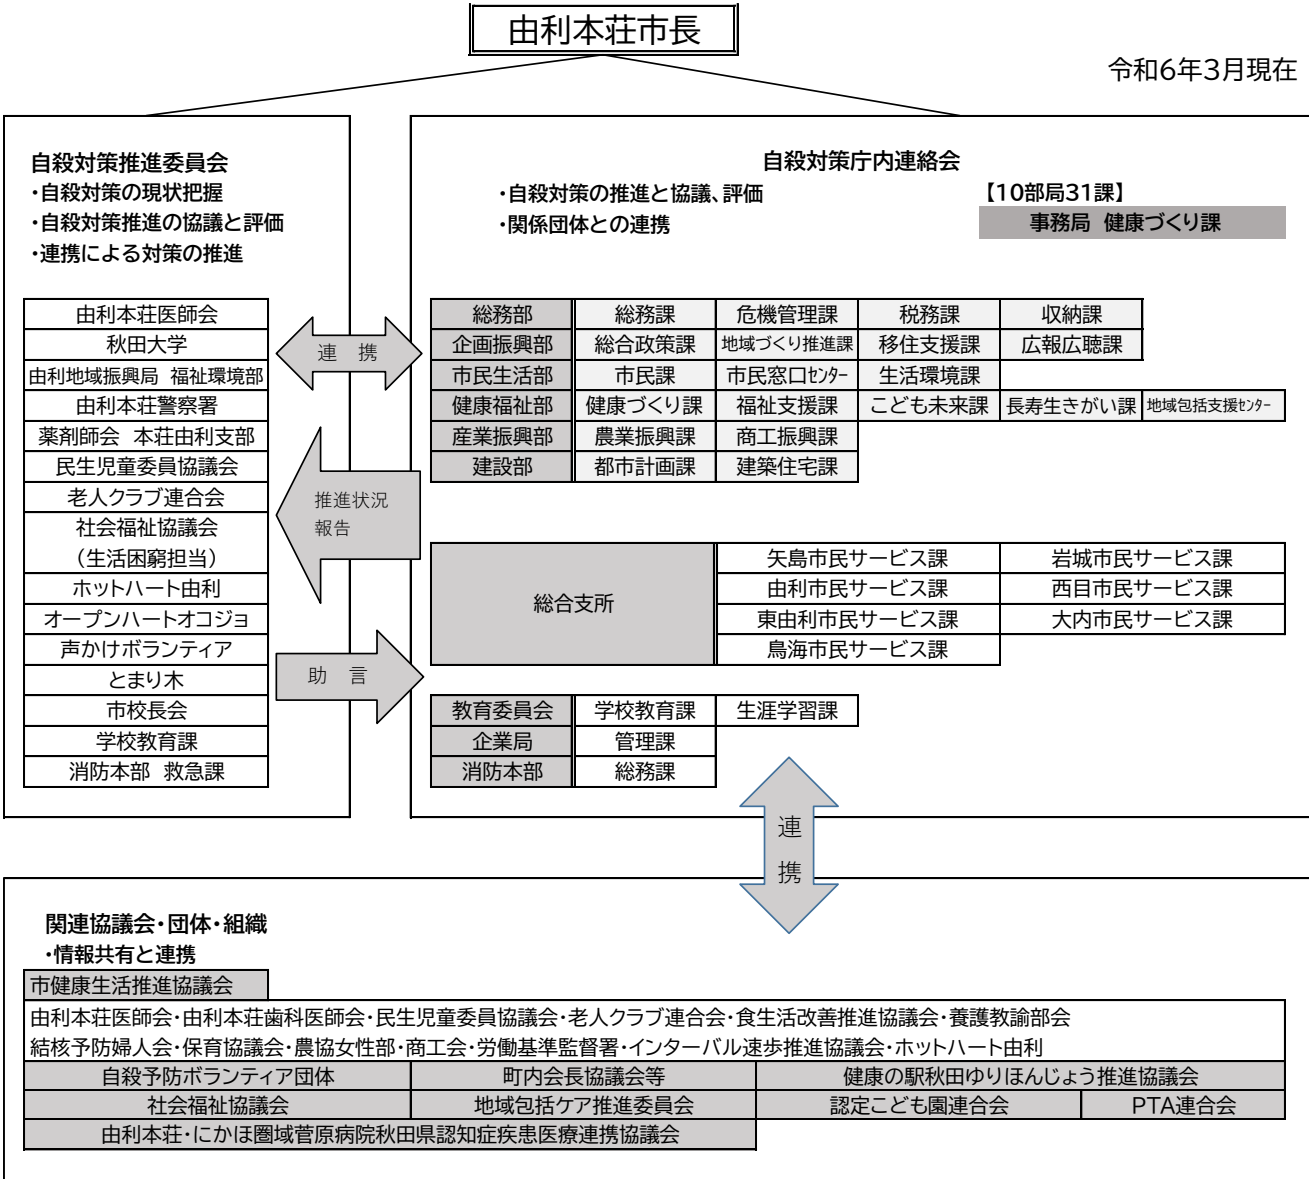 由利本荘市長
令和6年3月現在
自殺対策推進委員会
・自殺対策の現状把握
・自殺対策推進の協議と評価
・連携による対策の推進
由利本荘医師会
秋田大学
由利地域振興局 福祉環境部
由利本荘警察署
薬剤師会 本荘由利支部
民生児童委員協議会
老人クラブ連合会
社会福祉協議会
（生活困窮担当）
ホットハート由利
オープンハートオコジョ
声かけボランティア
とまり木
市校長会
学校教育課
消防本部 救急課
連 携
推進状況
報告
助 言
自殺対策庁内連絡会
・自殺対策の推進と協議、評価
・関係団体との連携
【10部局31課】
事務局 健康づくり課
総務部 総務課 危機管理課 税務課 収納課
企画振興部 総合政策課 地域づくり推進課 移住支援課 広報広聴課
市民生活部 市民課 市民窓口ｾﾝﾀｰ 生活環境課
健康福祉部 健康づくり課 福祉支援課 こども未来課 長寿生きがい課 地域包括支援ｾﾝﾀｰ
産業振興部 農業振興課 商工振興課
建設部 都市計画課 建築住宅課
総合支所
矢島市民サービス課 岩城市民サービス課
由利市民サービス課 西目市民サービス課
東由利市民サービス課 大内市民サービス課
鳥海市民サービス課
教育委員会 学校教育課 生涯学習課
企業局 管理課
消防本部 総務課
連
携
関連協議会・団体・組織
・情報共有と連携
市健康生活推進協議会
由利本荘医師会・由利本荘歯科医師会・民生児童委員協議会・老人クラブ連合会・食生活改善推進協議会・養護教諭部会
結核予防婦人会・保育協議会・農協女性部・商工会・労働基準監督署・インターバル速歩推進協議会・ホットハート由利
自殺予防ボランティア団体 町内会長協議会等 健康の駅秋田ゆりほんじょう推進協議会
社会福祉協議会 地域包括ケア推進委員会 認定こども園連合会 PTA連合会
由利本荘・にかほ圏域菅原病院秋田県認知症疾患医療連携協議会